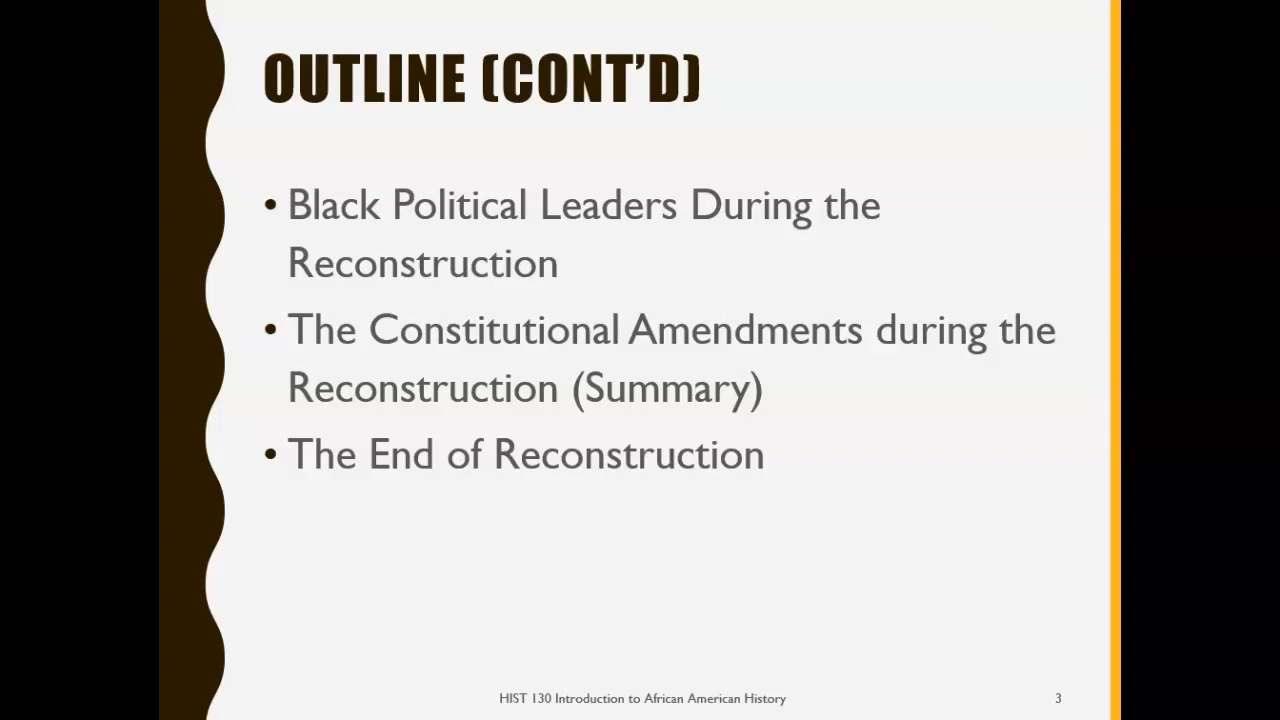 OUTLINE (CONT’D)
• Black Political Leaders During the
Reconstruction
• The Constitutional Amendments during the
Reconstruction (Summary)
• The End of Reconstruction
HIST 130 Introduction to African American History 3